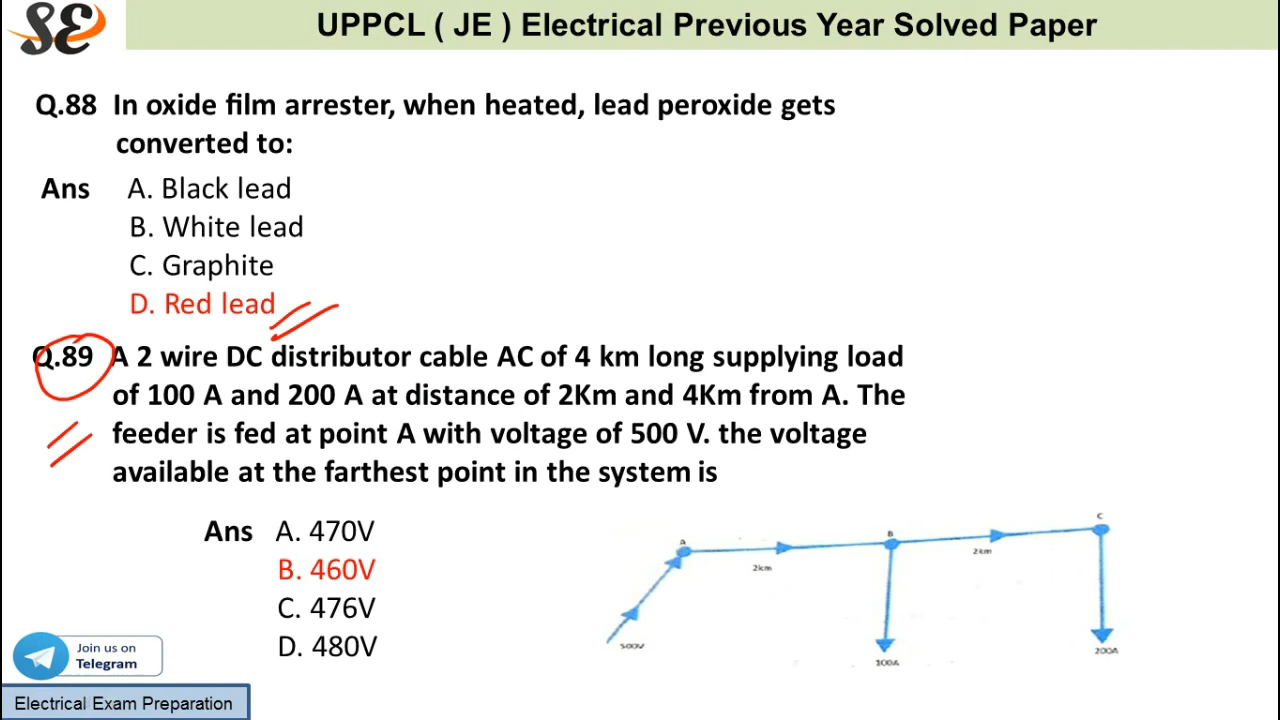 SE
UPPCL ( JE ) Electrical Previous Year Solved Paper
Q.88 In oxide film arrester, when heated, lead peroxide gets
converted to:
Ans A. Black lead
B. White lead
C. Graphite
D. Red lead
Q.89 A 2 wire DC distributor cable AC of 4 km long supplying load
of 100 A and 200 A at distance of 2Km and 4Km from A. The
feeder is fed at point A with voltage of 500 V. the voltage
available at the farthest point in the system is
Ans A. 470V
B. 460V
C. 476V
D. 480V
A
B
C
2km
2km
500V
100A
200A
Join us on
Telegram
Electrical Exam Preparation